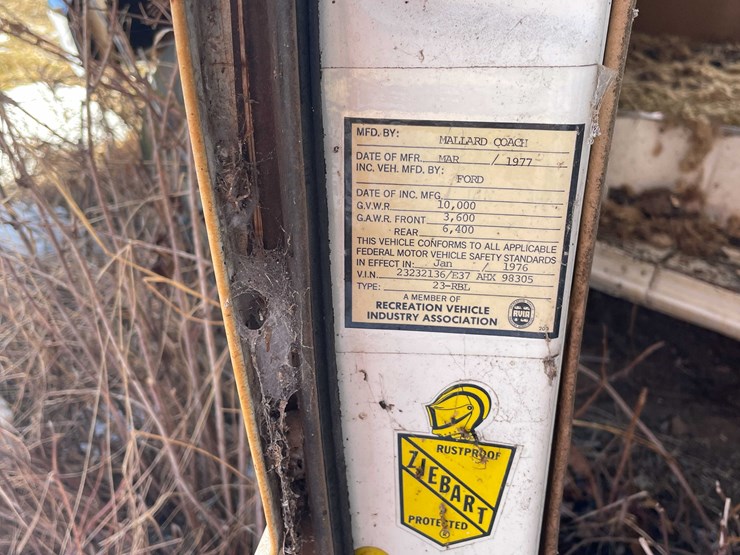 MFD. BY: MALLARD COACH
DATE OF MFR. MAR / 1977
INC. VEH. MFD. BY: FORD
DATE OF INC. MFG.
G.V.W.R. 10,000
G.A.W.R. FRONT 3,600
REAR 6,400
THIS VEHICLE CONFORMS TO ALL APPLICABLE
FEDERAL MOTOR VEHICLE SAFETY STANDARDS
IN EFFECT IN: Jan / 1976
V.I.N. 23232136/E37 AHX 98305
TYPE: 23-RBL
A MEMBER OF
RECREATION VEHICLE
INDUSTRY ASSOCIATION
RVIA
RUSTPROOF
ZIEBART
PROTECTED